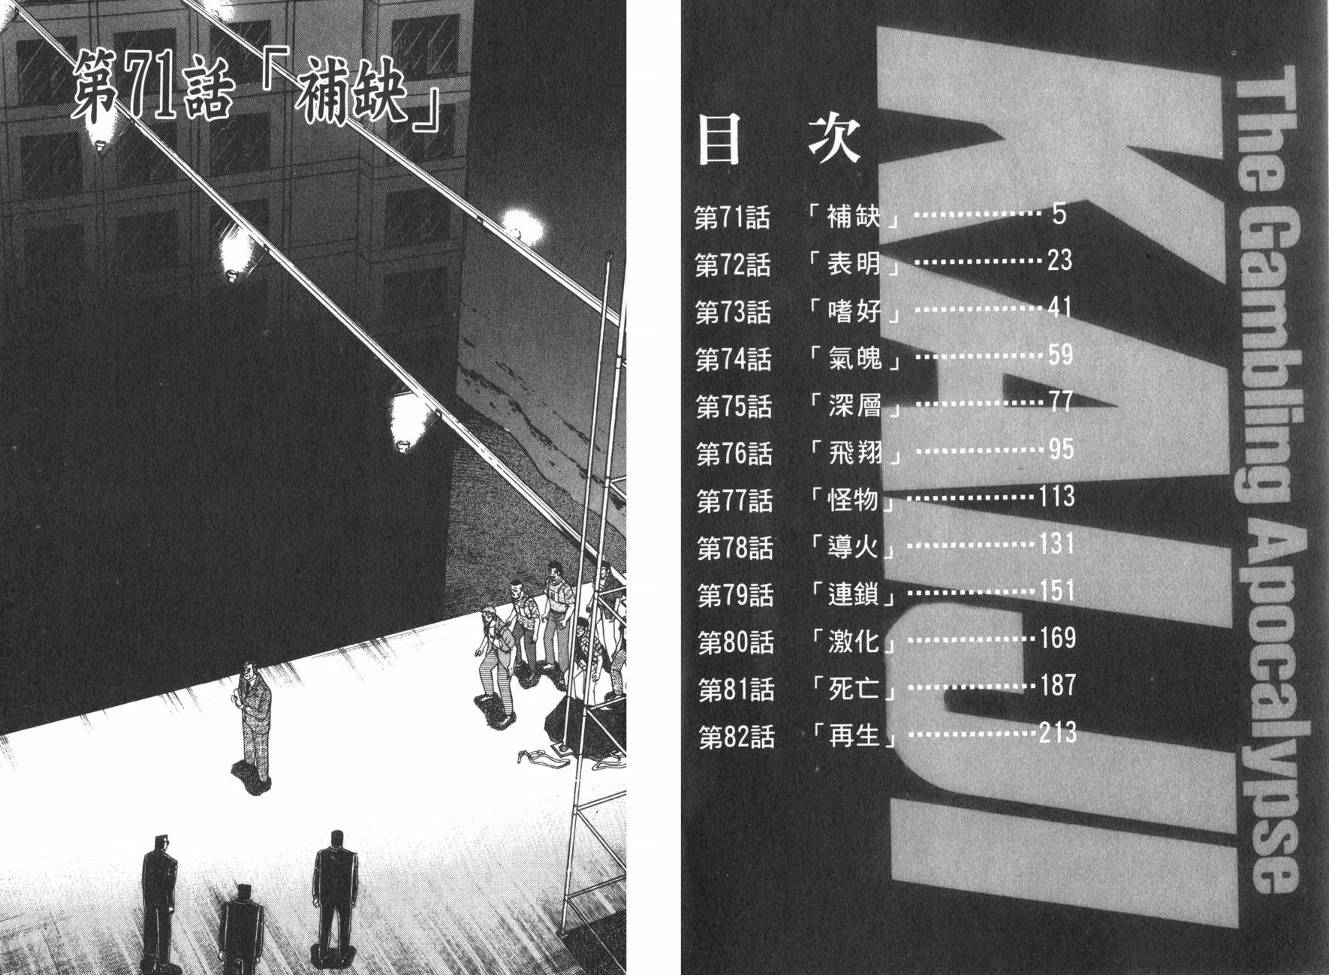 目 次
第71話 「補缺」 5
第72話 「表明」 23
第73話 「嗜好」 41
第74話 「氣魄」 59
第75話 「深層」 77
第76話 「飛翔」 95
第77話 「怪物」 113
第78話 「導火」 131
第79話 「連鎖」 151
第80話 「激化」 169
第81話 「死亡」 187
第82話 「再生」 213
KAIJI
The Gambling Apocalypse
第71話「補缺」